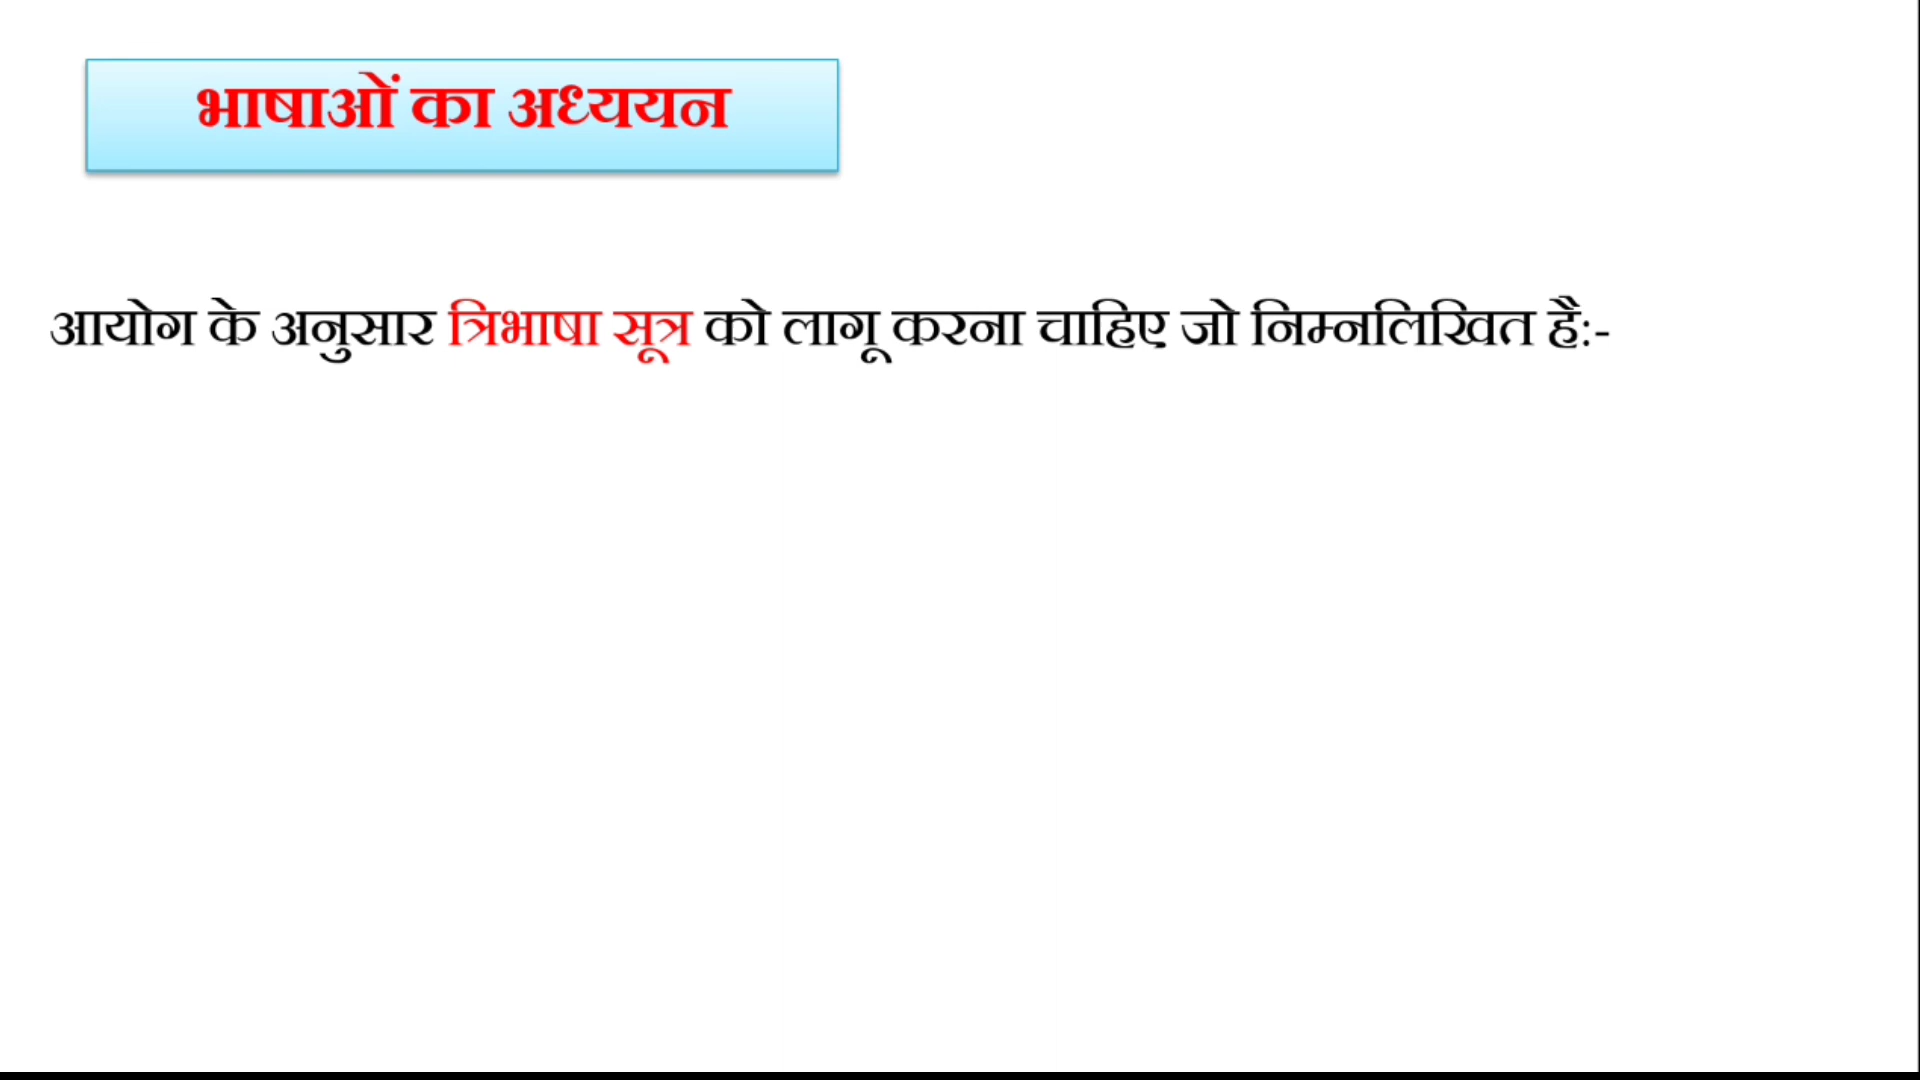 भाषाओं का अध्ययन
आयोग के अनुसार त्रिभाषा सूत्र को लागू करना चाहिए जो निम्नलिखित है:-